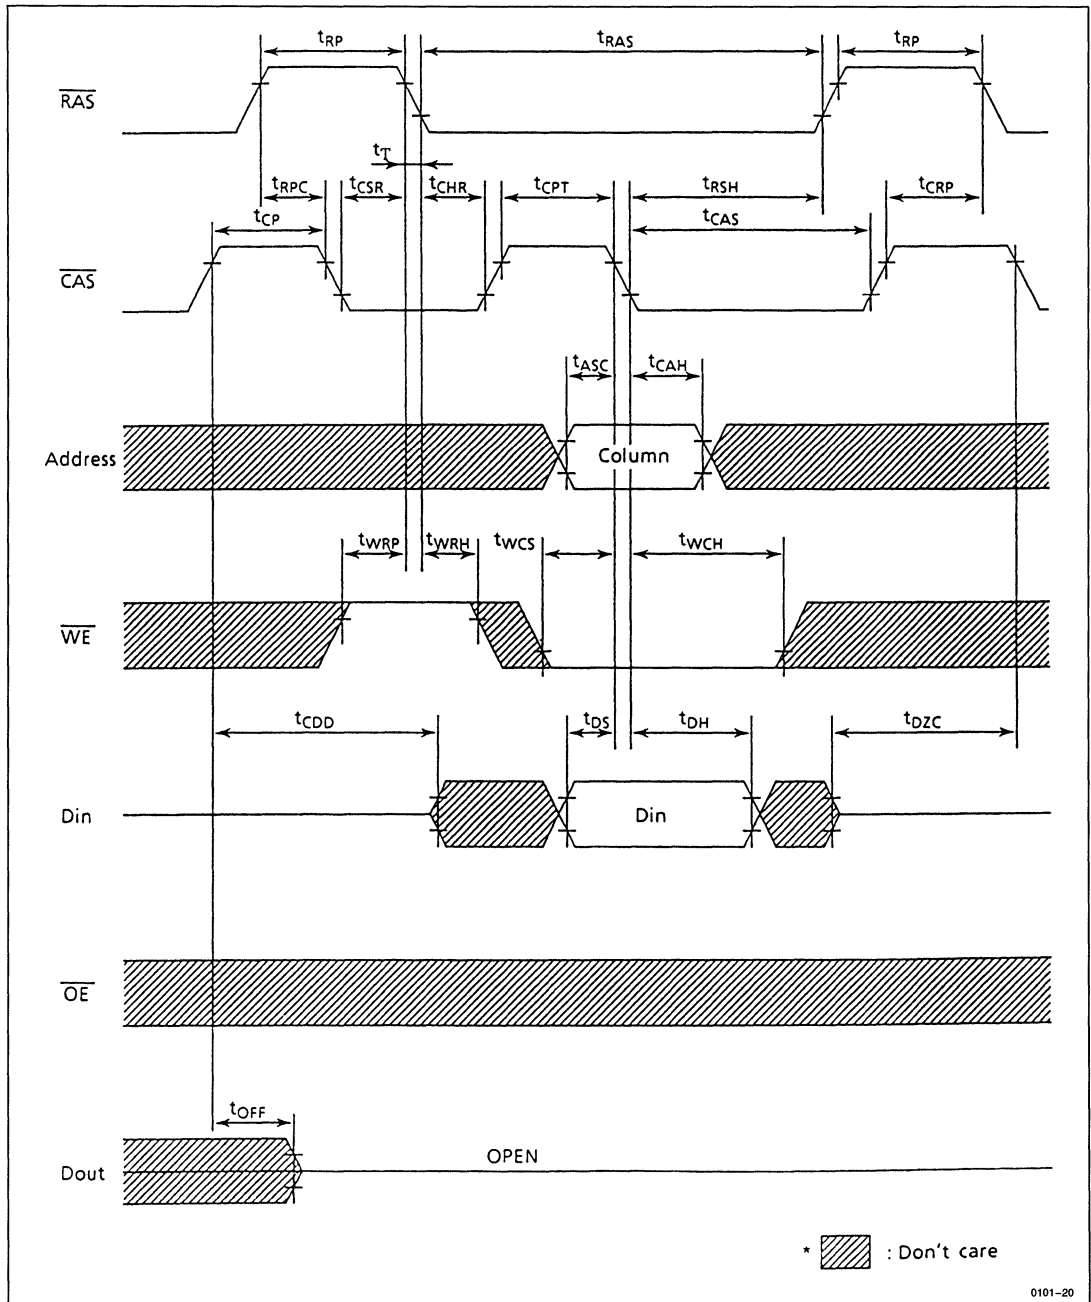 tRP tRAS tRP
RAS
tT
tRPC tCSR tCHR tCPT tRSH tCRP
tCP tCAS
CAS
tASC tCAH
Address Column
tWRP tWRH tWCS tWCH
WE
tCDD tDS tDH tDZC
Din Din
OE
tOFF
Dout OPEN
* : Don't care
0101-20